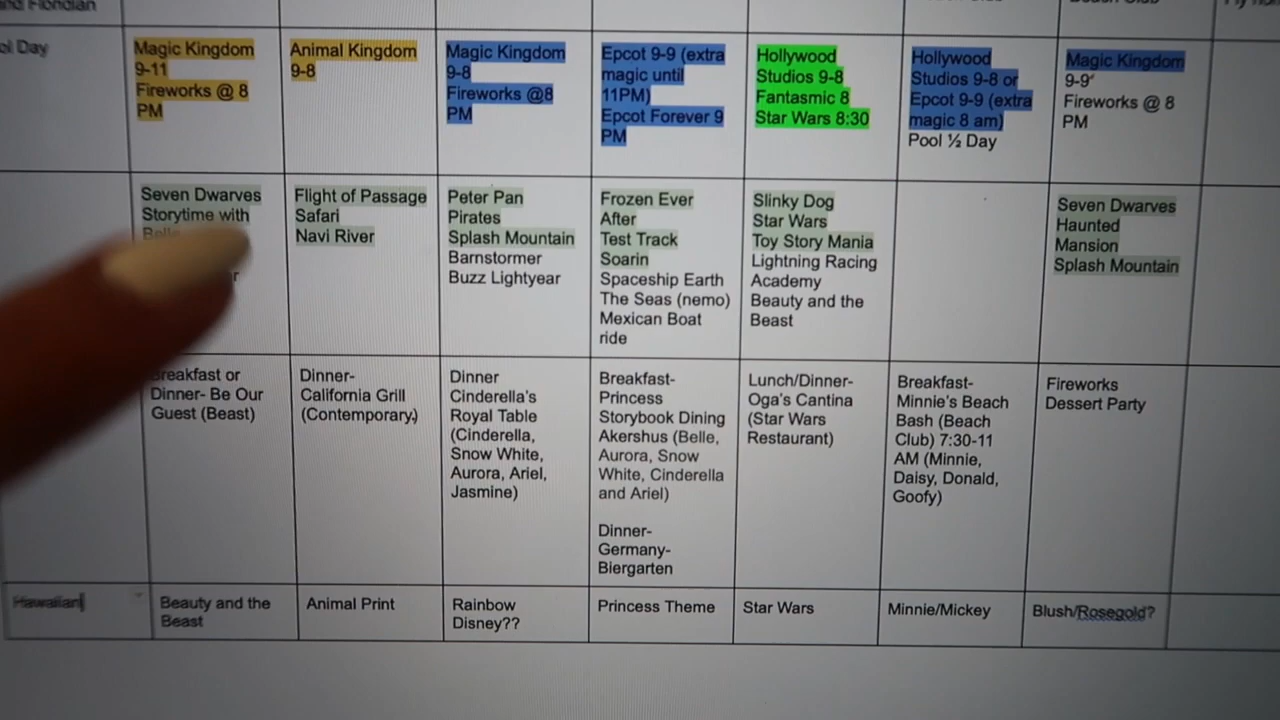 Floridian
Day
Magic Kingdom
9-11
Fireworks @ 8
PM
Animal Kingdom
9-8
Magic Kingdom
9-8
Fireworks @8
PM
Epcot 9-9 (extra
magic until
11PM)
Epcot Forever 9
PM
Hollywood
Studios 9-8
Fantasmic 8
Star Wars 8:30
Hollywood
Studios 9-8 or
Epcot 9-9 (extra
magic 8 am)
Pool ½ Day
Magic Kingdom
9-9
Fireworks @ 8
PM
Seven Dwarves
Storytime with
Flight of Passage
Safari
Navi River
Peter Pan
Pirates
Splash Mountain
Barnstormer
Buzz Lightyear
Frozen Ever
After
Test Track
Soarin
Spaceship Earth
The Seas (nemo)
Mexican Boat
ride
Slinky Dog
Star Wars
Toy Story Mania
Lightning Racing
Academy
Beauty and the
Beast
Seven Dwarves
Haunted
Mansion
Splash Mountain
Breakfast or
Dinner- Be Our
Guest (Beast)
Dinner-
California Grill
(Contemporary)
Dinner
Cinderella's
Royal Table
(Cinderella,
Snow White,
Aurora, Ariel,
Jasmine)
Breakfast-
Princess
Storybook Dining
Akershus (Belle,
Aurora, Snow
White, Cinderella
and Ariel)
Dinner-
Germany-
Biergarten
Lunch/Dinner-
Oga's Cantina
(Star Wars
Restaurant)
Breakfast-
Minnie's Beach
Bash (Beach
Club) 7:30-11
AM (Minnie,
Daisy, Donald,
Goofy)
Fireworks
Dessert Party
Hawaiian
Beauty and the
Beast
Animal Print
Rainbow
Disney??
Princess Theme
Star Wars
Minnie/Mickey
Blush/Rosegold?